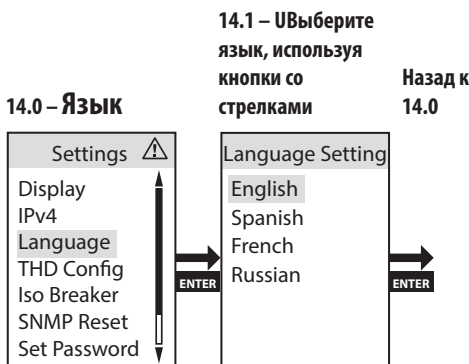 14.0 – Язык
14.1 – UВыберите
язык, используя
кнопки со
стрелками
Назад к
14.0
Settings
Display
IPv4
Language
THD Config
Iso Breaker
SNMP Reset
Set Password
ENTER
Language Setting
English
Spanish
French
Russian
ENTER